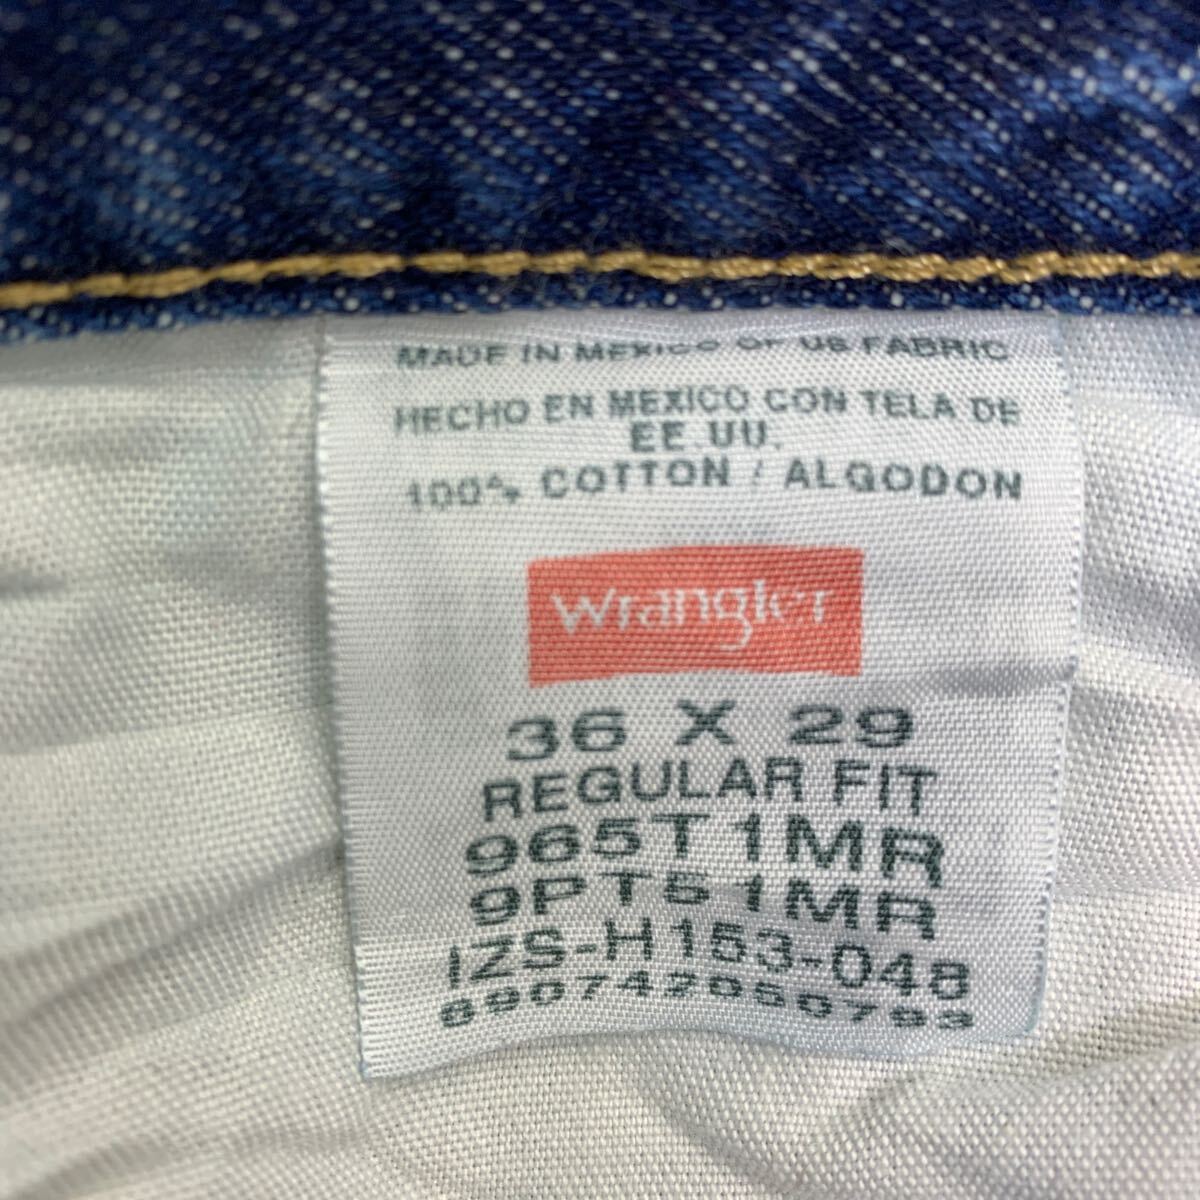 MADE IN MEXICO OF US FABRIC
HECHO EN MEXICO CON TELA DE
EE.UU.
100% COTTON / ALGODON
Wrangler
36 X 29
REGULAR FIT
965T1MR
9PT51MR
IZS-H153-048
890742050793